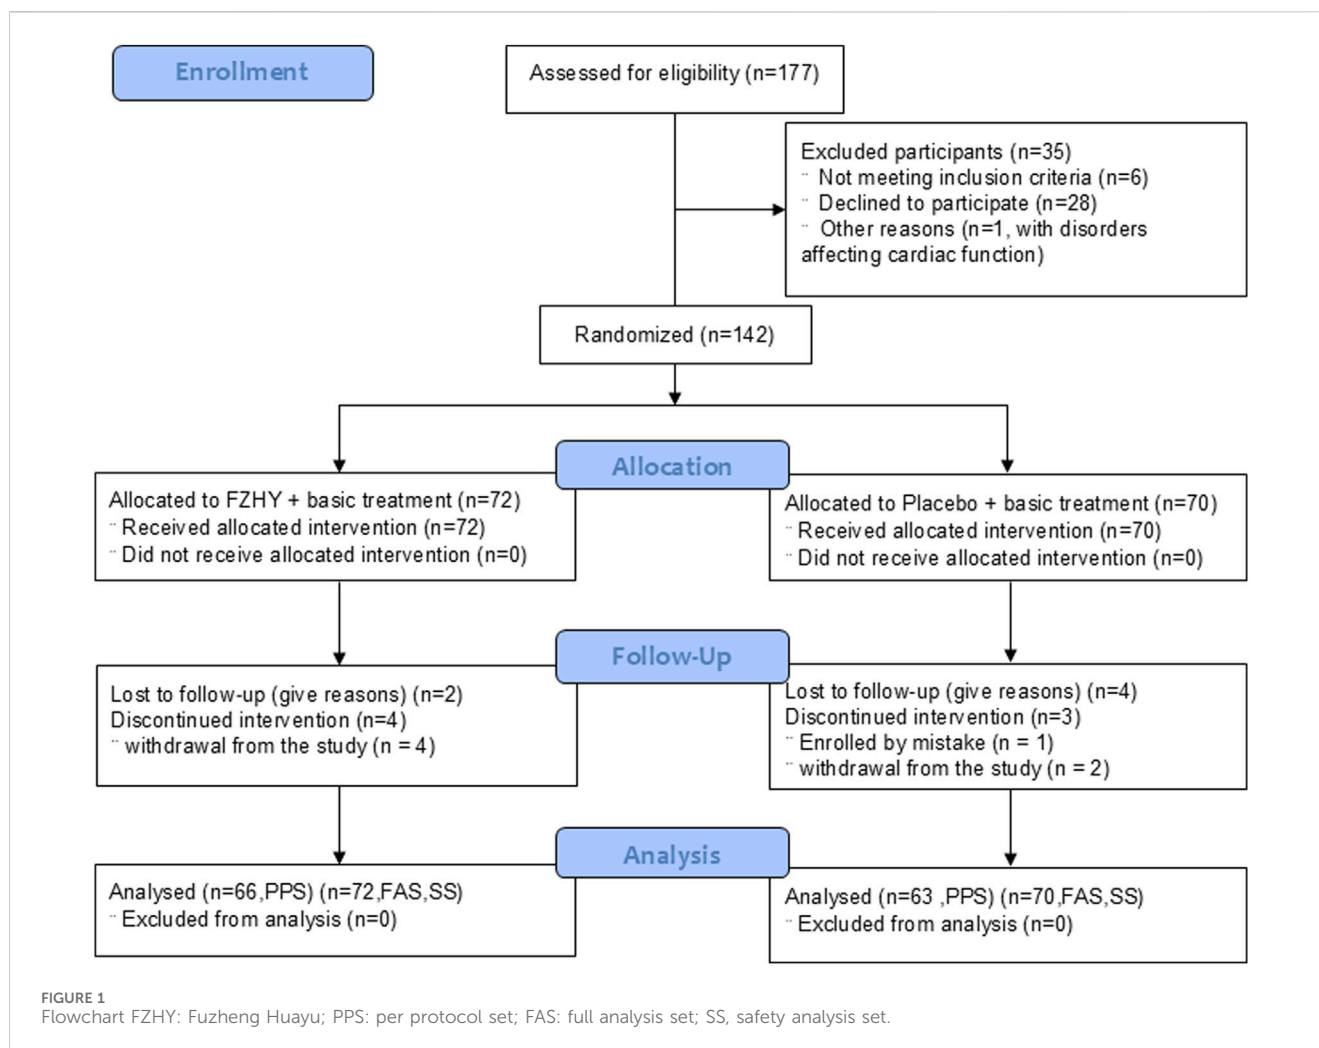 Enrollment
Assessed for eligibility (n=177)
Excluded participants (n=35)
¨ Not meeting inclusion criteria (n=6)
¨ Declined to participate (n=28)
¨ Other reasons (n=1, with disorders
affecting cardiac function)
Randomized (n=142)
Allocation
Allocated to FZHY + basic treatment (n=72)
¨ Received allocated intervention (n=72)
¨ Did not receive allocated intervention (n=0)
Allocated to Placebo + basic treatment (n=70)
¨ Received allocated intervention (n=70)
¨ Did not receive allocated intervention (n=0)
Follow-Up
Lost to follow-up (give reasons) (n=2)
Discontinued intervention (n=4)
¨ withdrawal from the study (n = 4)
Lost to follow-up (give reasons) (n=4)
Discontinued intervention (n=3)
¨ Enrolled by mistake (n = 1)
¨ withdrawal from the study (n = 2)
Analysis
Analysed (n=66,PPS) (n=72,FAS,SS)
¨ Excluded from analysis (n=0)
Analysed (n=63 ,PPS) (n=70,FAS,SS)
¨ Excluded from analysis (n=0)
FIGURE 1
Flowchart FZHY: Fuzheng Huayu; PPS: per protocol set; FAS: full analysis set; SS, safety analysis set.